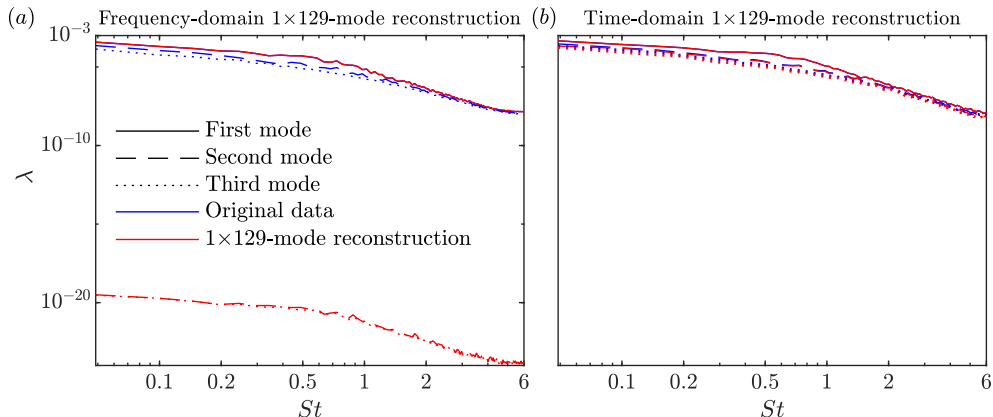 (a) Frequency-domain 1×129-mode reconstruction
(b) Time-domain 1×129-mode reconstruction
10^{-3}
10^{-10}
10^{-20}
λ
First mode
Second mode
Third mode
Original data
1×129-mode reconstruction
0.1 0.2 0.5 1 2 6
0.1 0.2 0.5 1 2 6
St
St